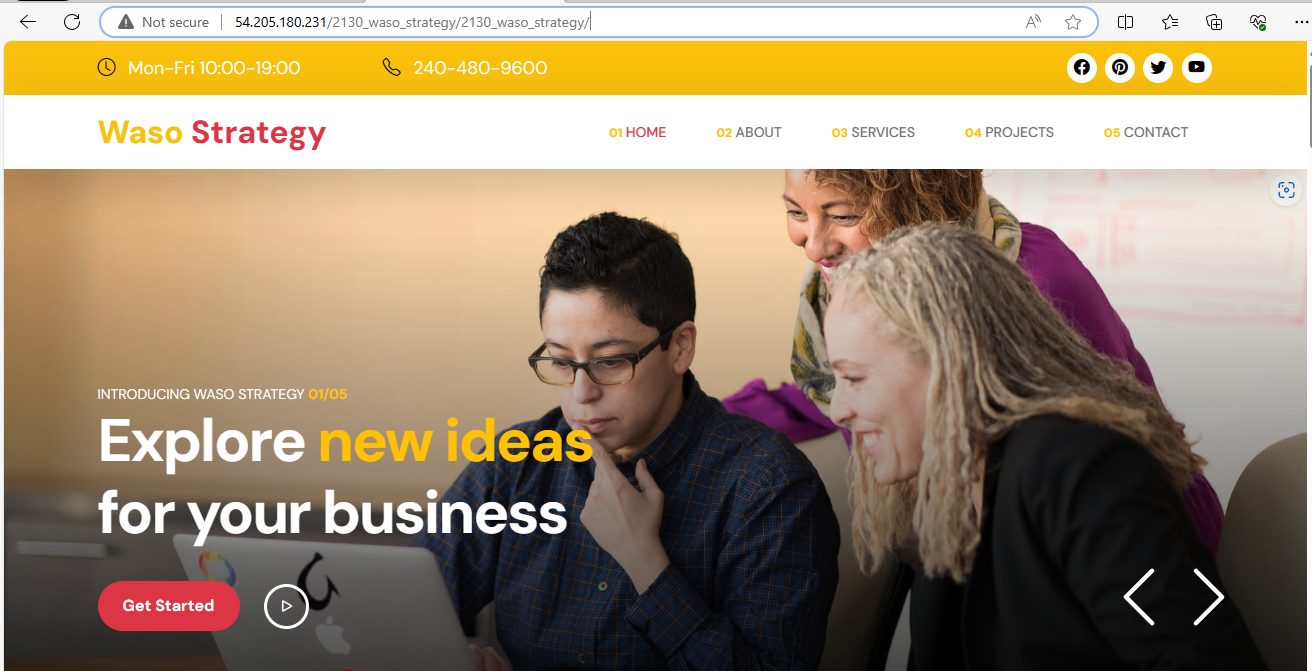 Not secure 54.205.180.231/2130_waso_strategy/2130_waso_strategy/
Mon-Fri 10:00-19:00 240-480-9600
Waso Strategy 01 HOME 02 ABOUT 03 SERVICES 04 PROJECTS 05 CONTACT
INTRODUCING WASO STRATEGY 01/05
Explore new ideas
for your business
Get Started